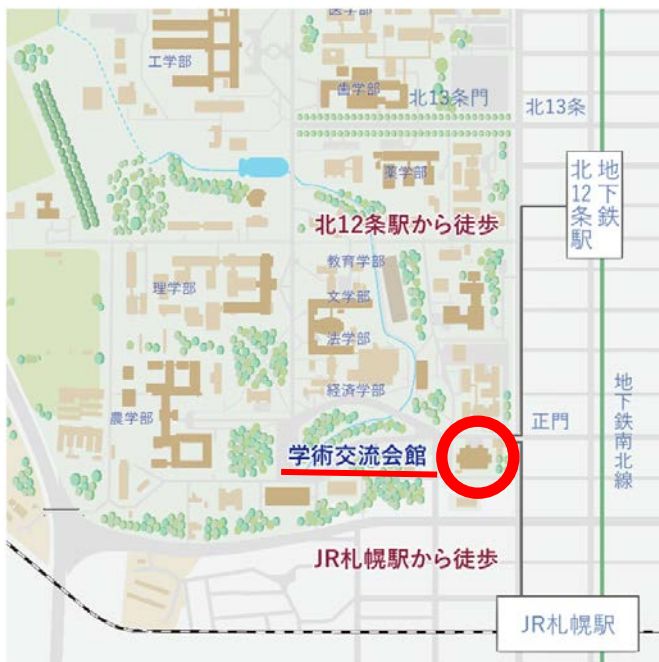 医学部
工学部
歯学部
北13条門
北13条
薬学部
地下鉄
北12条駅
北12条駅から徒歩
教育学部
文学部
理学部
法学部
経済学部
農学部
地下鉄南北線
正門
学術交流会館
JR札幌駅から徒歩
JR札幌駅